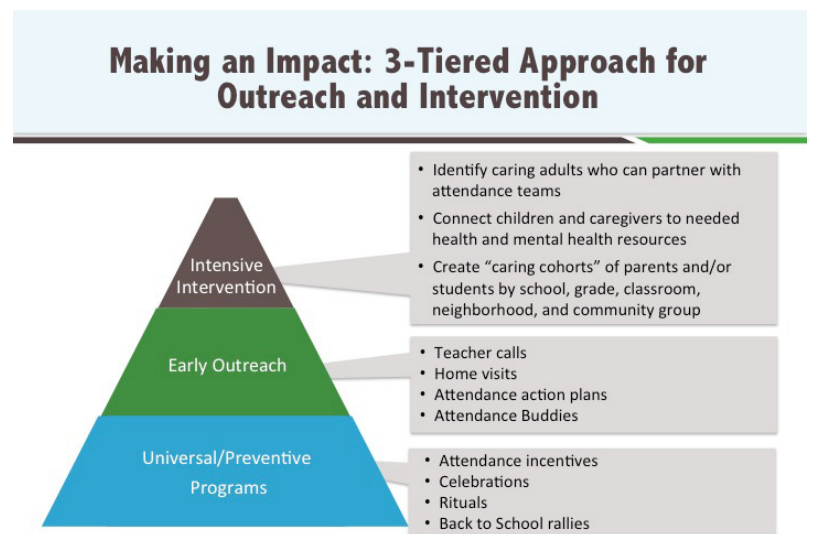 Making an Impact: 3-Tiered Approach for
Outreach and Intervention
Intensive
Intervention
• Identify caring adults who can partner with
attendance teams
• Connect children and caregivers to needed
health and mental health resources
• Create “caring cohorts” of parents and/or
students by school, grade, classroom,
neighborhood, and community group
Early Outreach
• Teacher calls
• Home visits
• Attendance action plans
• Attendance Buddies
Universal/Preventive
Programs
• Attendance incentives
• Celebrations
• Rituals
• Back to School rallies